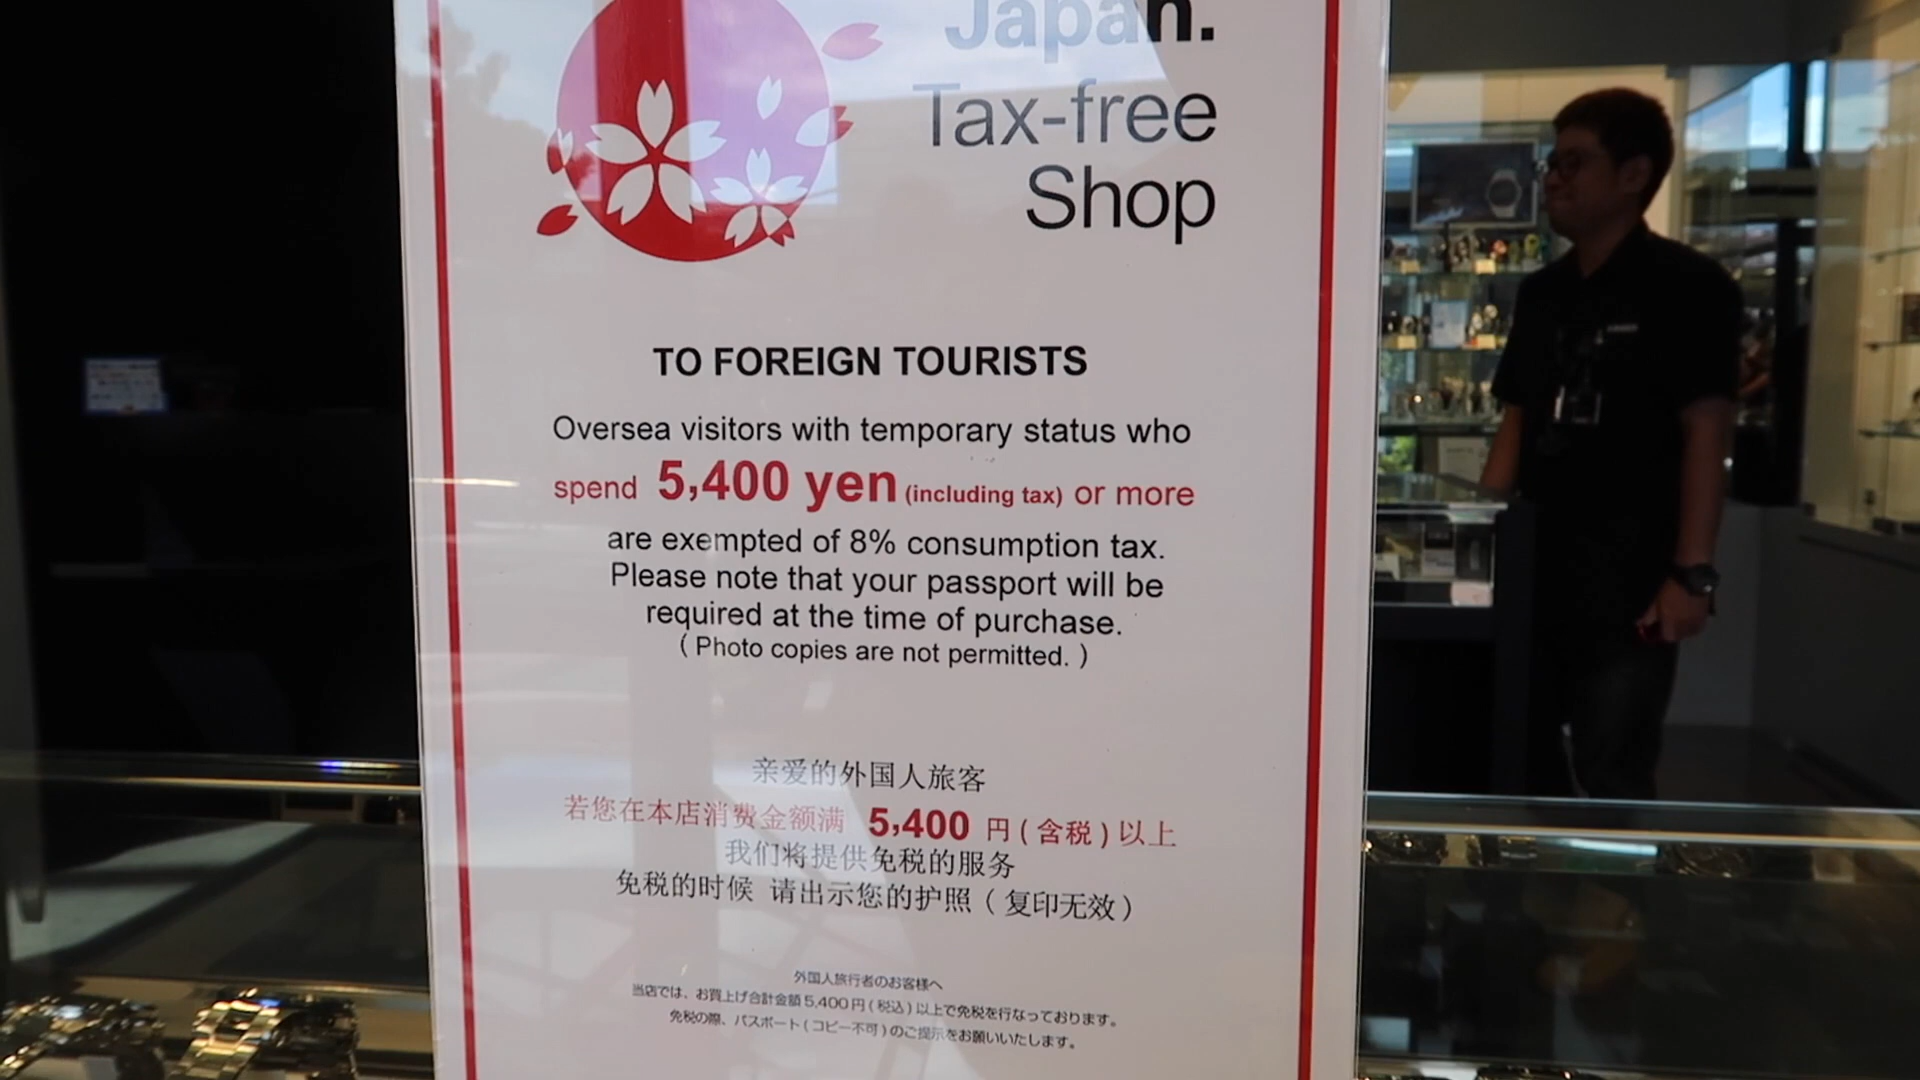 Japan.
Tax-free
Shop
TO FOREIGN TOURISTS
Oversea visitors with temporary status who
spend 5,400 yen (including tax) or more
are exempted of 8% consumption tax.
Please note that your passport will be
required at the time of purchase.
( Photo copies are not permitted. )
亲爱的外国人旅客
若您在本店消费金额满 5,400 円 ( 含税 ) 以上
我们将提供免税的服务
免税的时候 请出示您的护照 ( 复印无效 )
外国人旅行者のお客様へ
当店では、お買上げ合計金額 5,400 円 ( 税込 ) 以上で免税を行なっております。
免税の際、パスポート ( コピー不可 ) のご提示をお願いいたします。